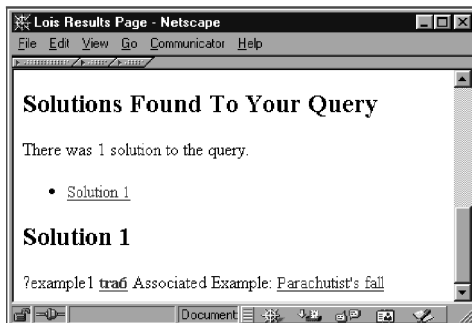 Lois Results Page - Netscape
File Edit View Go Communicator Help
Solutions Found To Your Query
There was 1 solution to the query.
• Solution 1
Solution 1
?example1 траб Associated Example: Parachutist's fall
Document